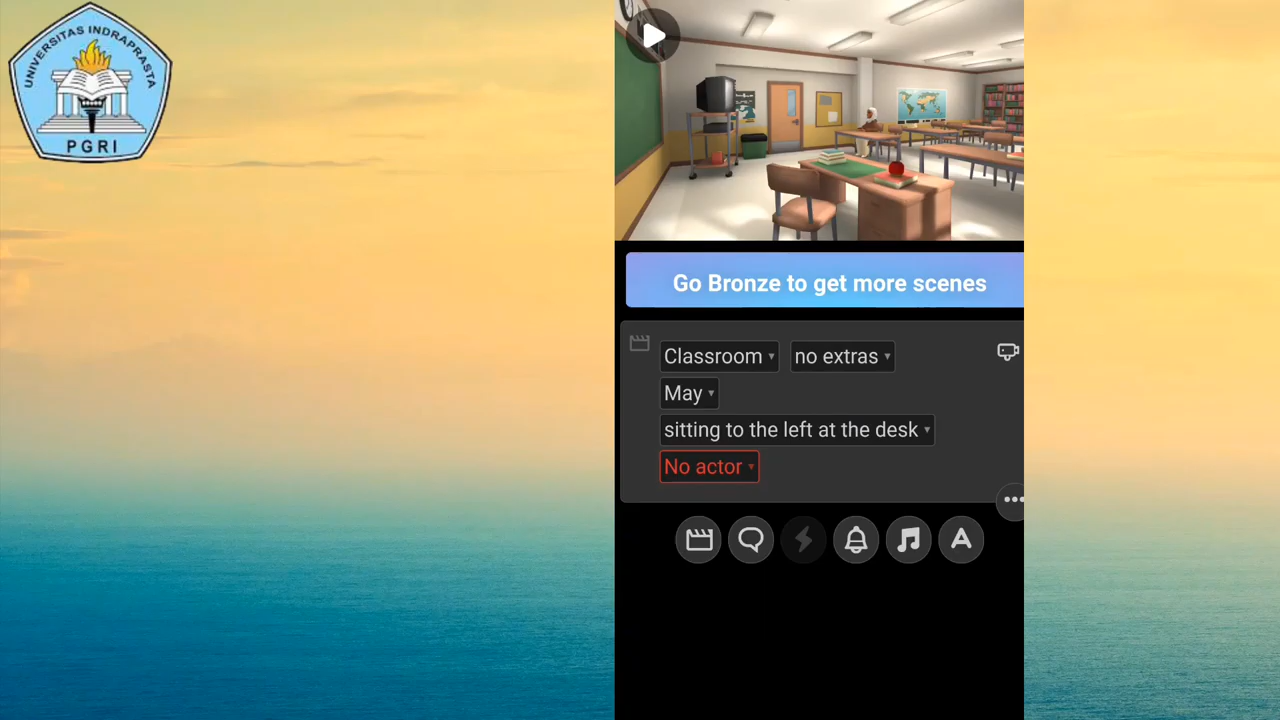 UNIVERSITAS INDRAPRASTA
PGRI
Go Bronze to get more scenes
Classroom no extras
May
sitting to the left at the desk
No actor